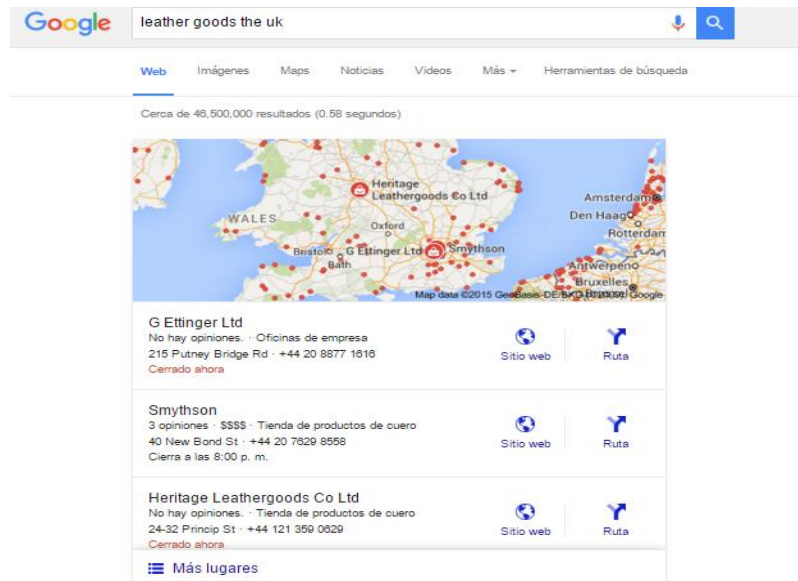 Google
leather goods the uk
Web Imágenes Maps Noticias Videos Más Herramientas de búsqueda
Cerca de 46,500,000 resultados (0.58 segundos)
Heritage
Leathergoods Co Ltd
WALES
Oxford
Amsterdam
Den Haag
Rotterdam
Bristol
G Ettinger Ltd
Smythson
Bath
Antwerpen
Bruxelles
Map data ©2015 GeoBasis-DE/BKG (©2009), Google
G Ettinger Ltd
No hay opiniones. · Oficinas de empresa
215 Putney Bridge Rd · +44 20 8877 1616
Cerrado ahora
Sitio web
Ruta
Smythson
3 opiniones · $$$$ · Tienda de productos de cuero
40 New Bond St · +44 20 7629 8558
Cierra a las 8:00 p. m.
Sitio web
Ruta
Heritage Leathergoods Co Ltd
No hay opiniones. · Tienda de productos de cuero
24-32 Princip St · +44 121 359 0629
Cerrado ahora
Sitio web
Ruta
Más lugares